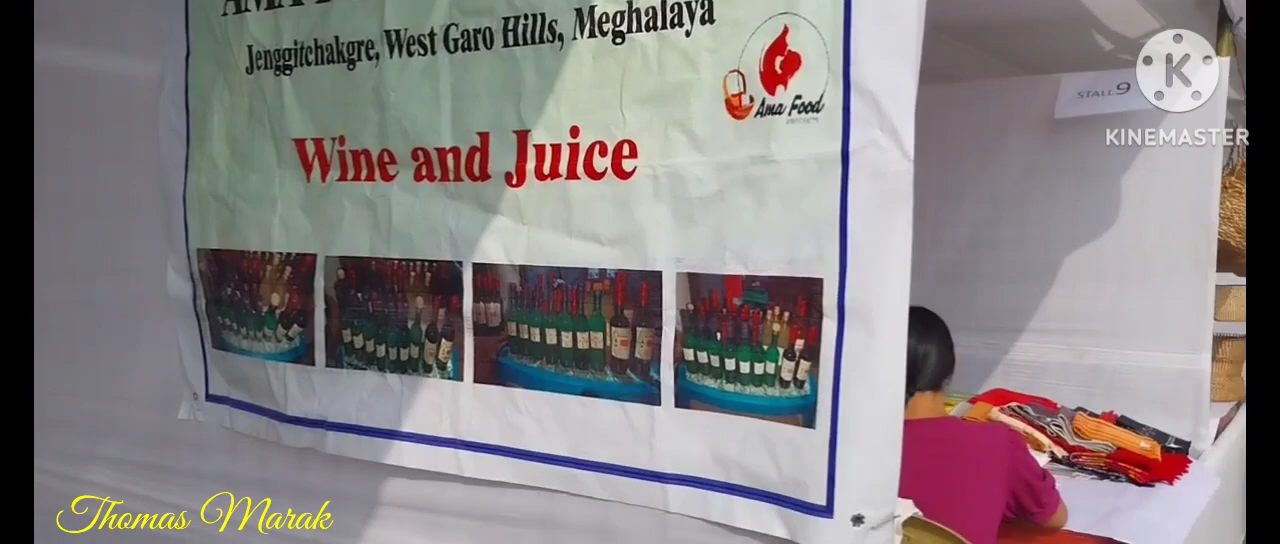 Jenggitchakgre, West Garo Hills, Meghalaya
Ama Food
Wine and Juice
STALL 9
K
KINEMASTER
Thomas Marak